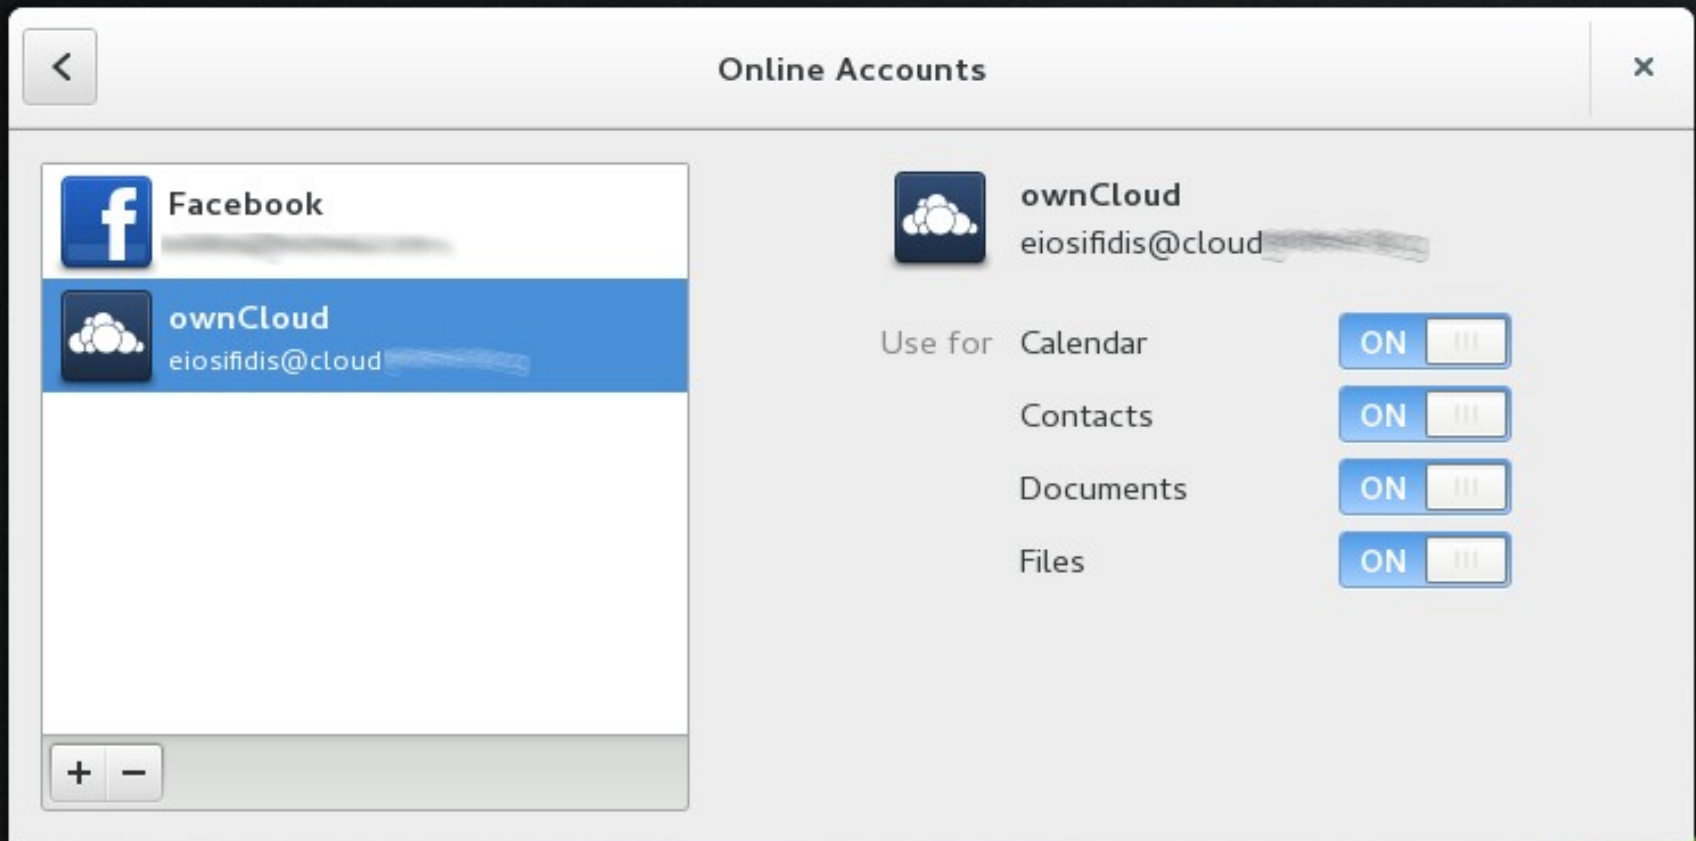 Online Accounts
Facebook
ownCloud
eiosifidis@cloud
ownCloud
eiosifidis@cloud
Use for Calendar ON
Contacts ON
Documents ON
Files ON